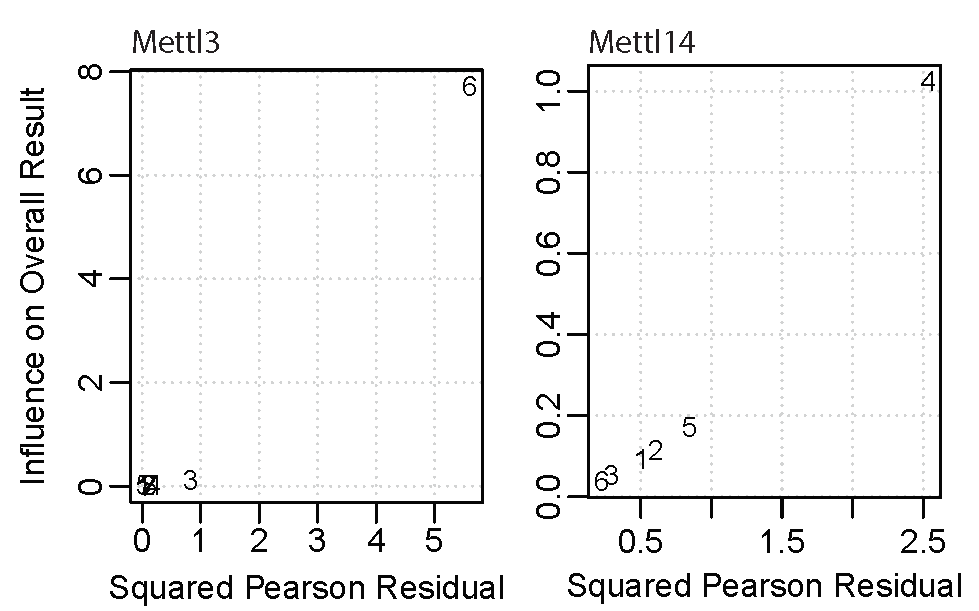 Mettl3
Mettl14
Influence on Overall Result
8
6
4
2
0
6
3
0 1 2 3 4 5
Squared Pearson Residual
1.0
0.8
0.6
0.4
0.2
0.0
4
5
2
1
3
6
0.5 1.5 2.5
Squared Pearson Residual